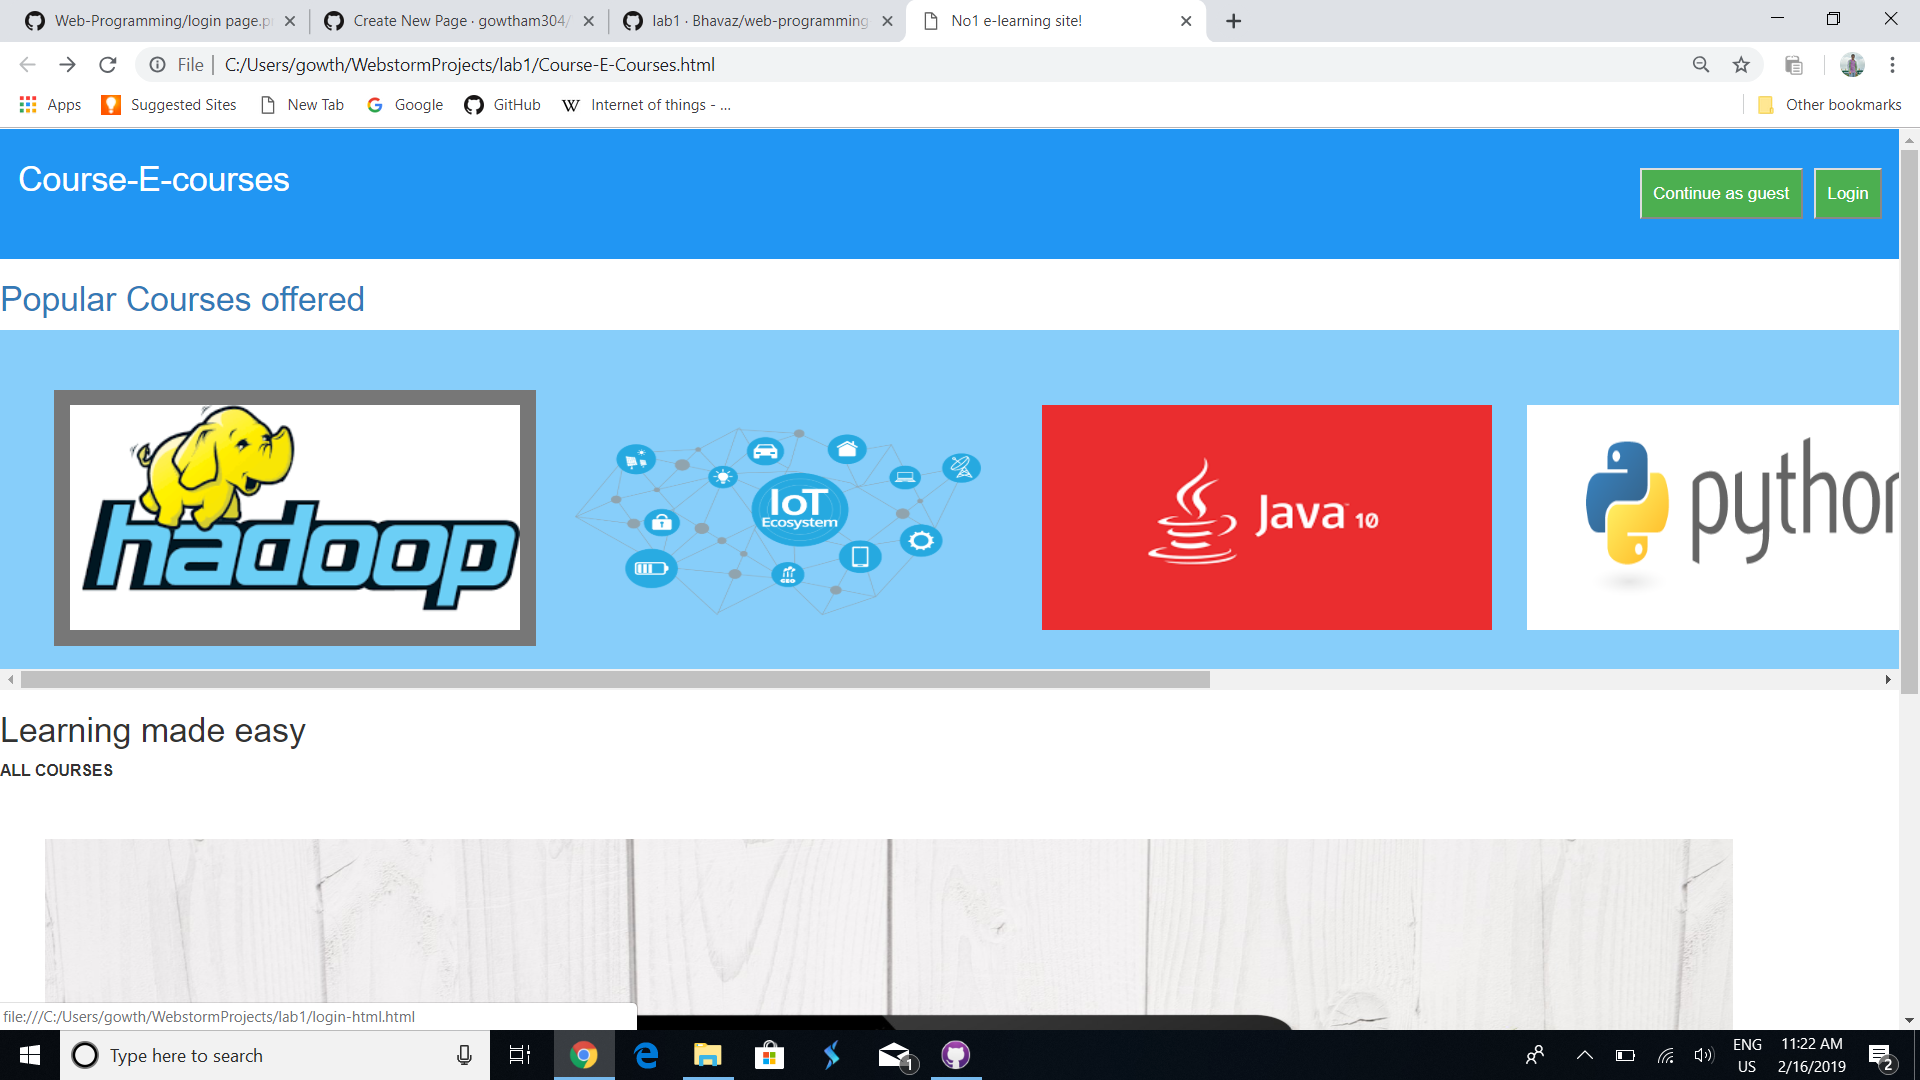 Web-Programming/login page.p
Create New Page · gowtham304/
lab1 · Bhavaz/web-programming
No1 e-learning site!
File
C:/Users/gowth/WebstormProjects/lab1/Course-E-Courses.html
Apps
Suggested Sites
New Tab
Google
GitHub
Internet of things - ...
Other bookmarks
Course-E-courses
Continue as guest
Login
Popular Courses offered
hadoop
IoT
Ecosystem
Java 10
python
Learning made easy
ALL COURSES
file:///C:/Users/gowth/WebstormProjects/lab1/login-html.html
Type here to search
1
ENG
US
11:22 AM
2/16/2019
2